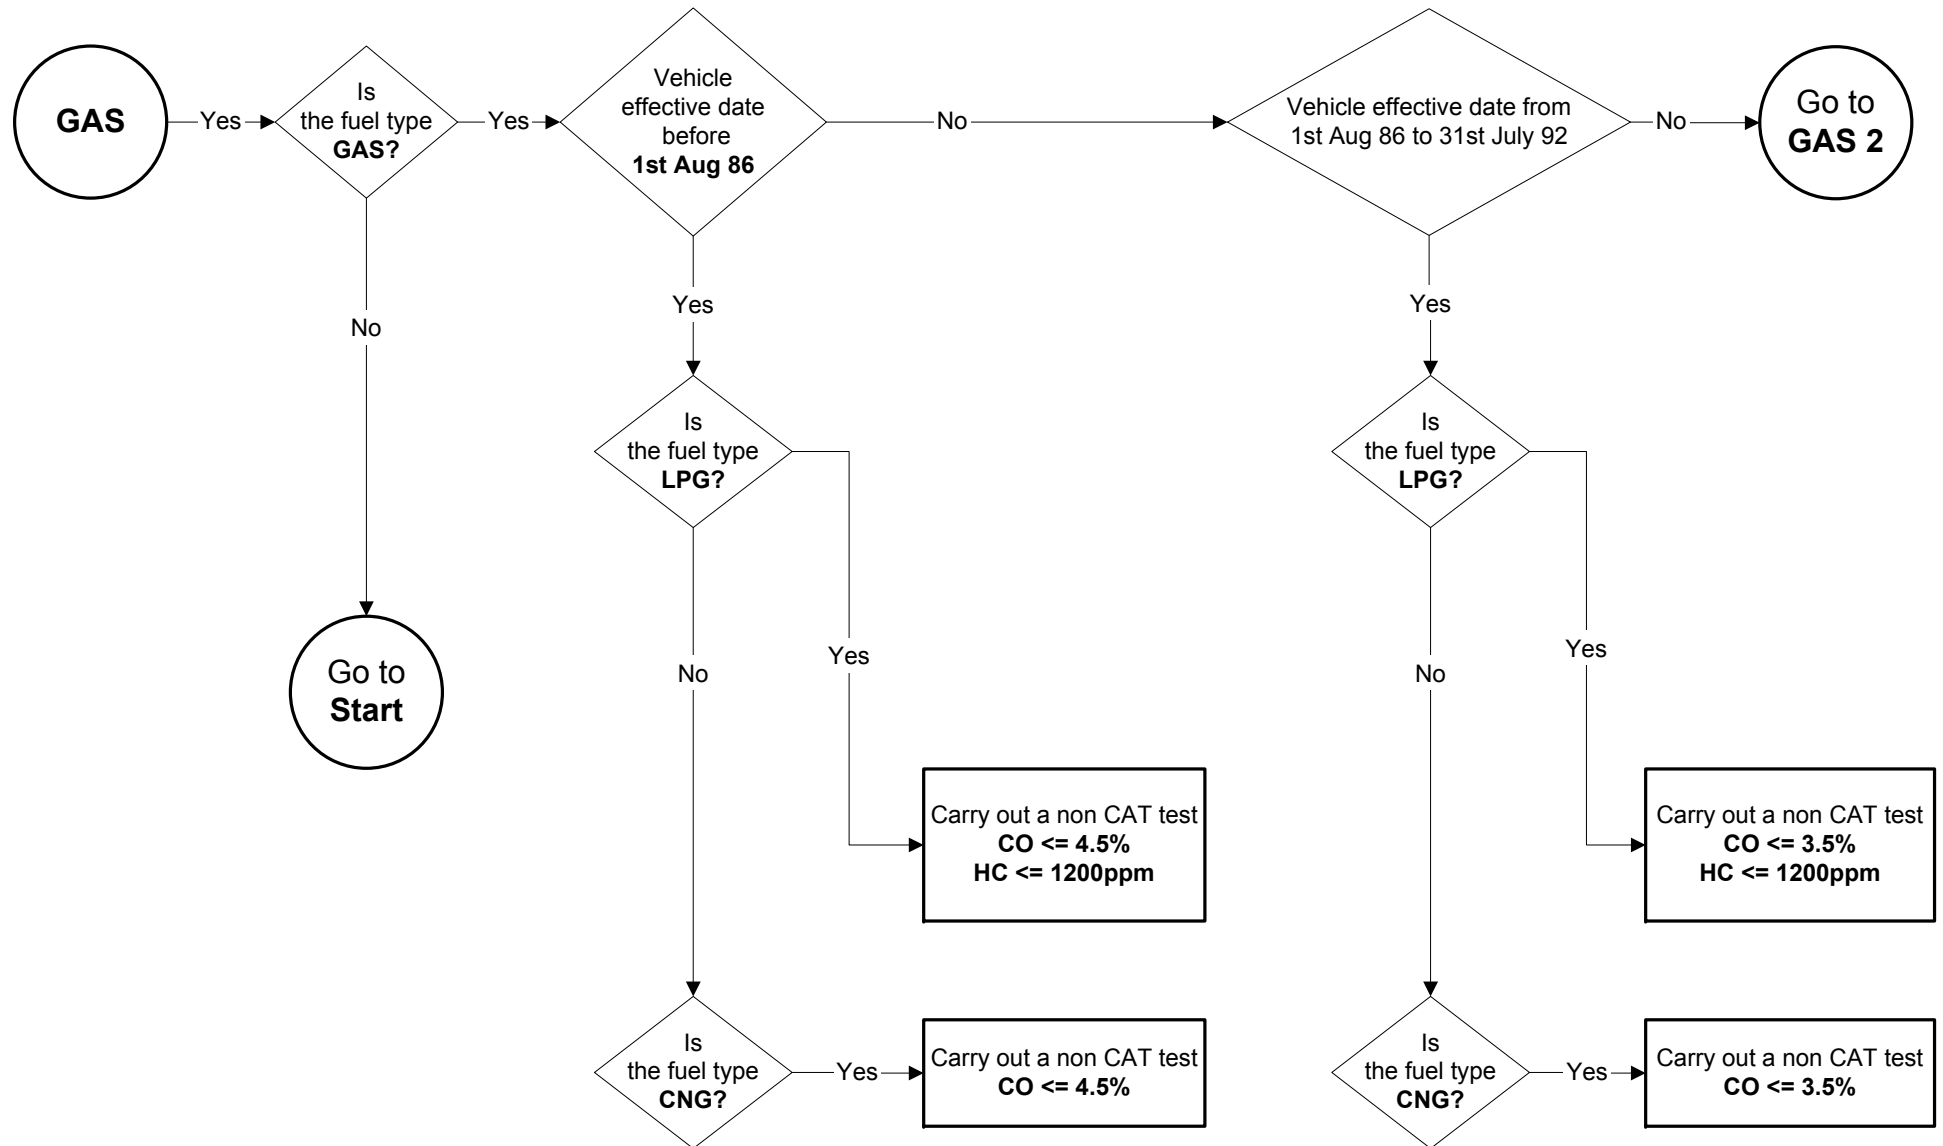 GAS
Yes
Is
the fuel type
GAS?
Yes
Vehicle
effective date
before
1st Aug 86
No
Vehicle effective date from
1st Aug 86 to 31st July 92
No
Go to
GAS 2
No
Go to
Start
Yes
Is
the fuel type
LPG?
Yes
No
Carry out a non CAT test
CO <= 4.5%
HC <= 1200ppm
Is
the fuel type
CNG?
Yes
Carry out a non CAT test
CO <= 4.5%
Yes
Is
the fuel type
LPG?
Yes
No
Carry out a non CAT test
CO <= 3.5%
HC <= 1200ppm
Is
the fuel type
CNG?
Yes
Carry out a non CAT test
CO <= 3.5%